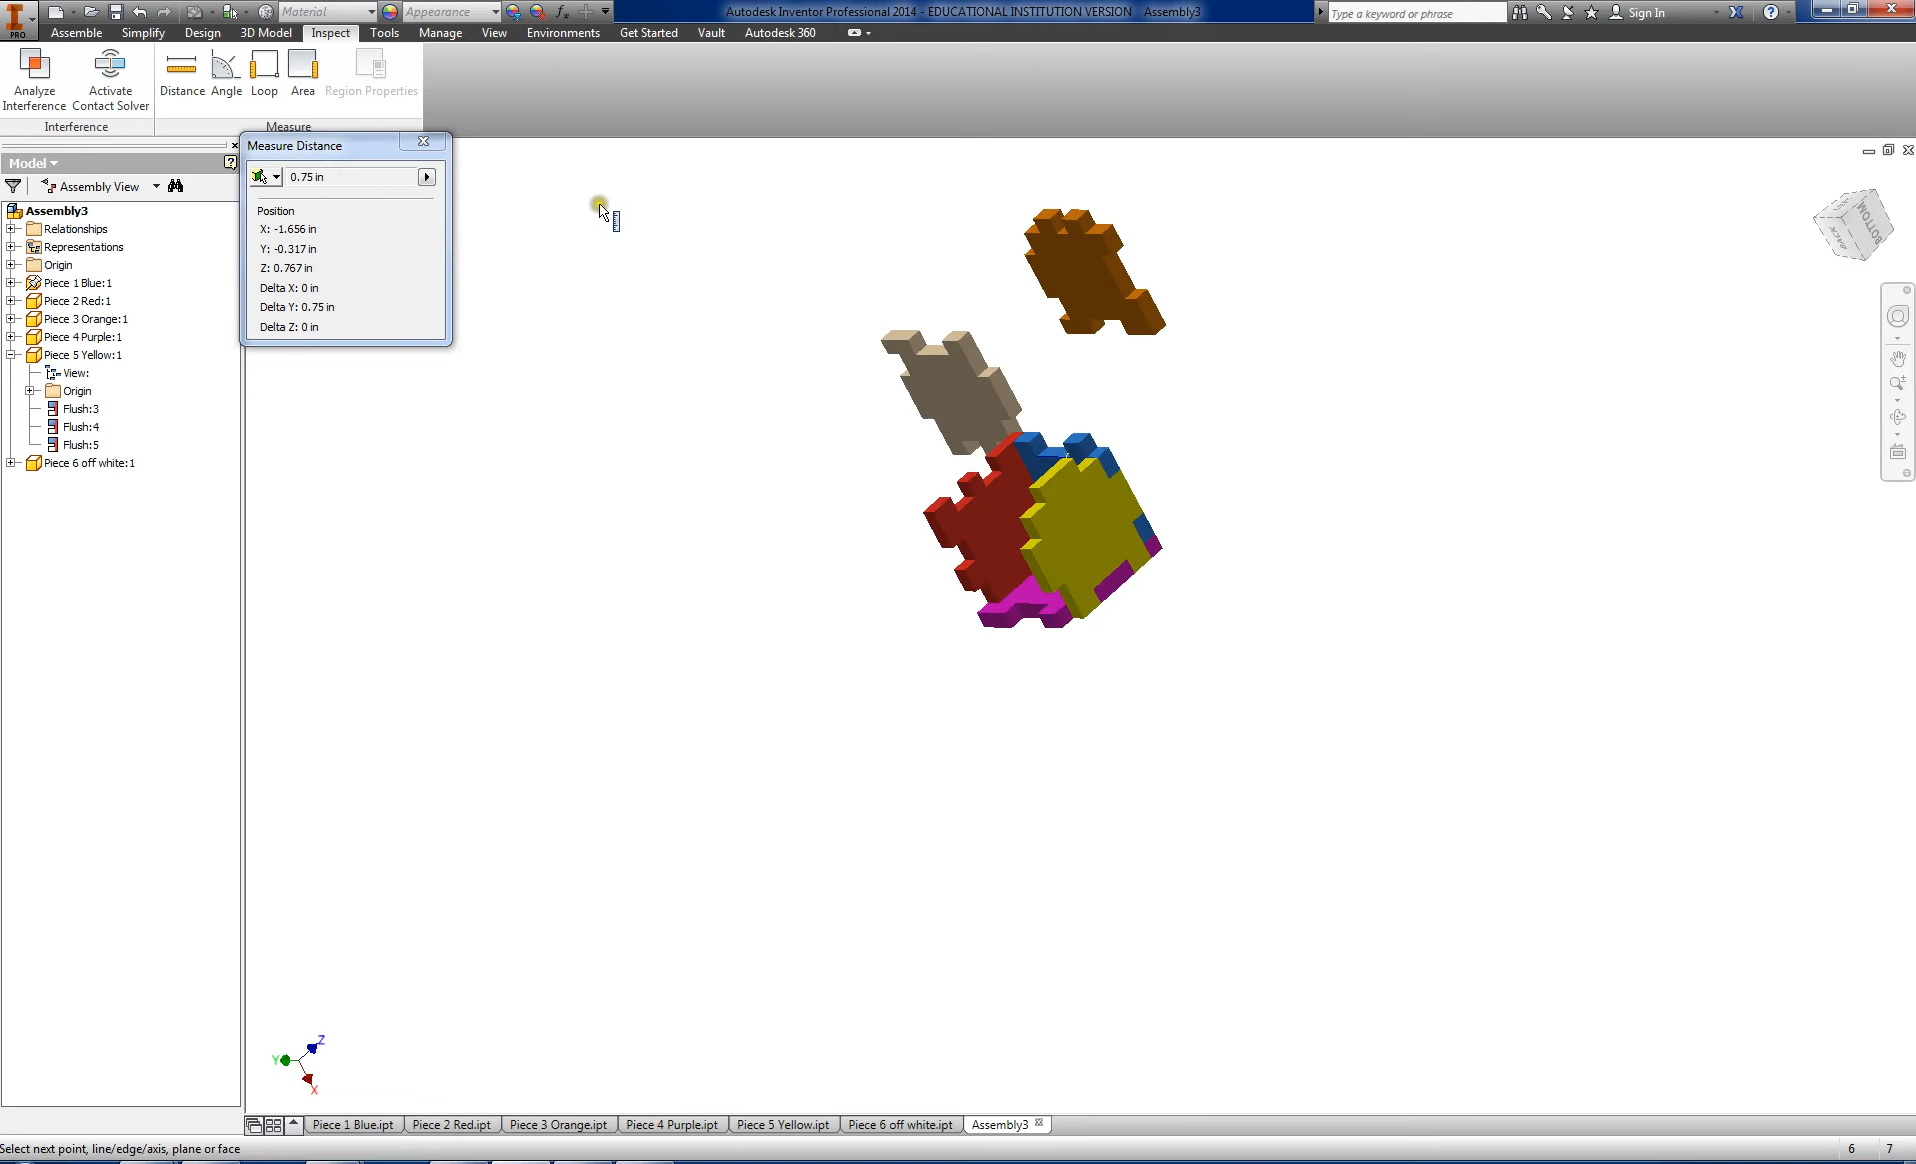 Material
Appearance
Autodesk Inventor Professional 2014 - EDUCATIONAL INSTITUTION VERSION Assembly3
Type a keyword or phrase
Sign In
PRO
Assemble Simplify Design 3D Model Inspect Tools Manage View Environments Get Started Vault Autodesk 360
Analyze Interference
Activate Contact Solver
Distance Angle Loop Area Region Properties
Interference
Measure
Measure Distance
0.75 in
Position
X: -1.656 in
Y: -0.317 in
Z: 0.767 in
Delta X: 0 in
Delta Y: 0.75 in
Delta Z: 0 in
Model
Assembly View
Assembly3
Relationships
Representations
Origin
Piece 1 Blue:1
Piece 2 Red:1
Piece 3 Orange:1
Piece 4 Purple:1
Piece 5 Yellow:1
View:
Origin
Flush:3
Flush:4
Flush:5
Piece 6 off white:1
BACK
BOTTOM
Z
Y
X
Piece 1 Blue.ipt Piece 2 Red.ipt Piece 3 Orange.ipt Piece 4 Purple.ipt Piece 5 Yellow.ipt Piece 6 off white.ipt Assembly3
Select next point, line/edge/axis, plane or face
6 7